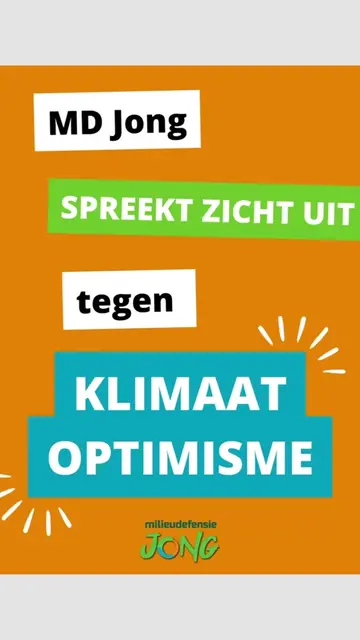 MD Jong
SPREEKT ZICHT UIT
tegen
KLIMAAT
OPTIMISME
milieudefensie
JONG